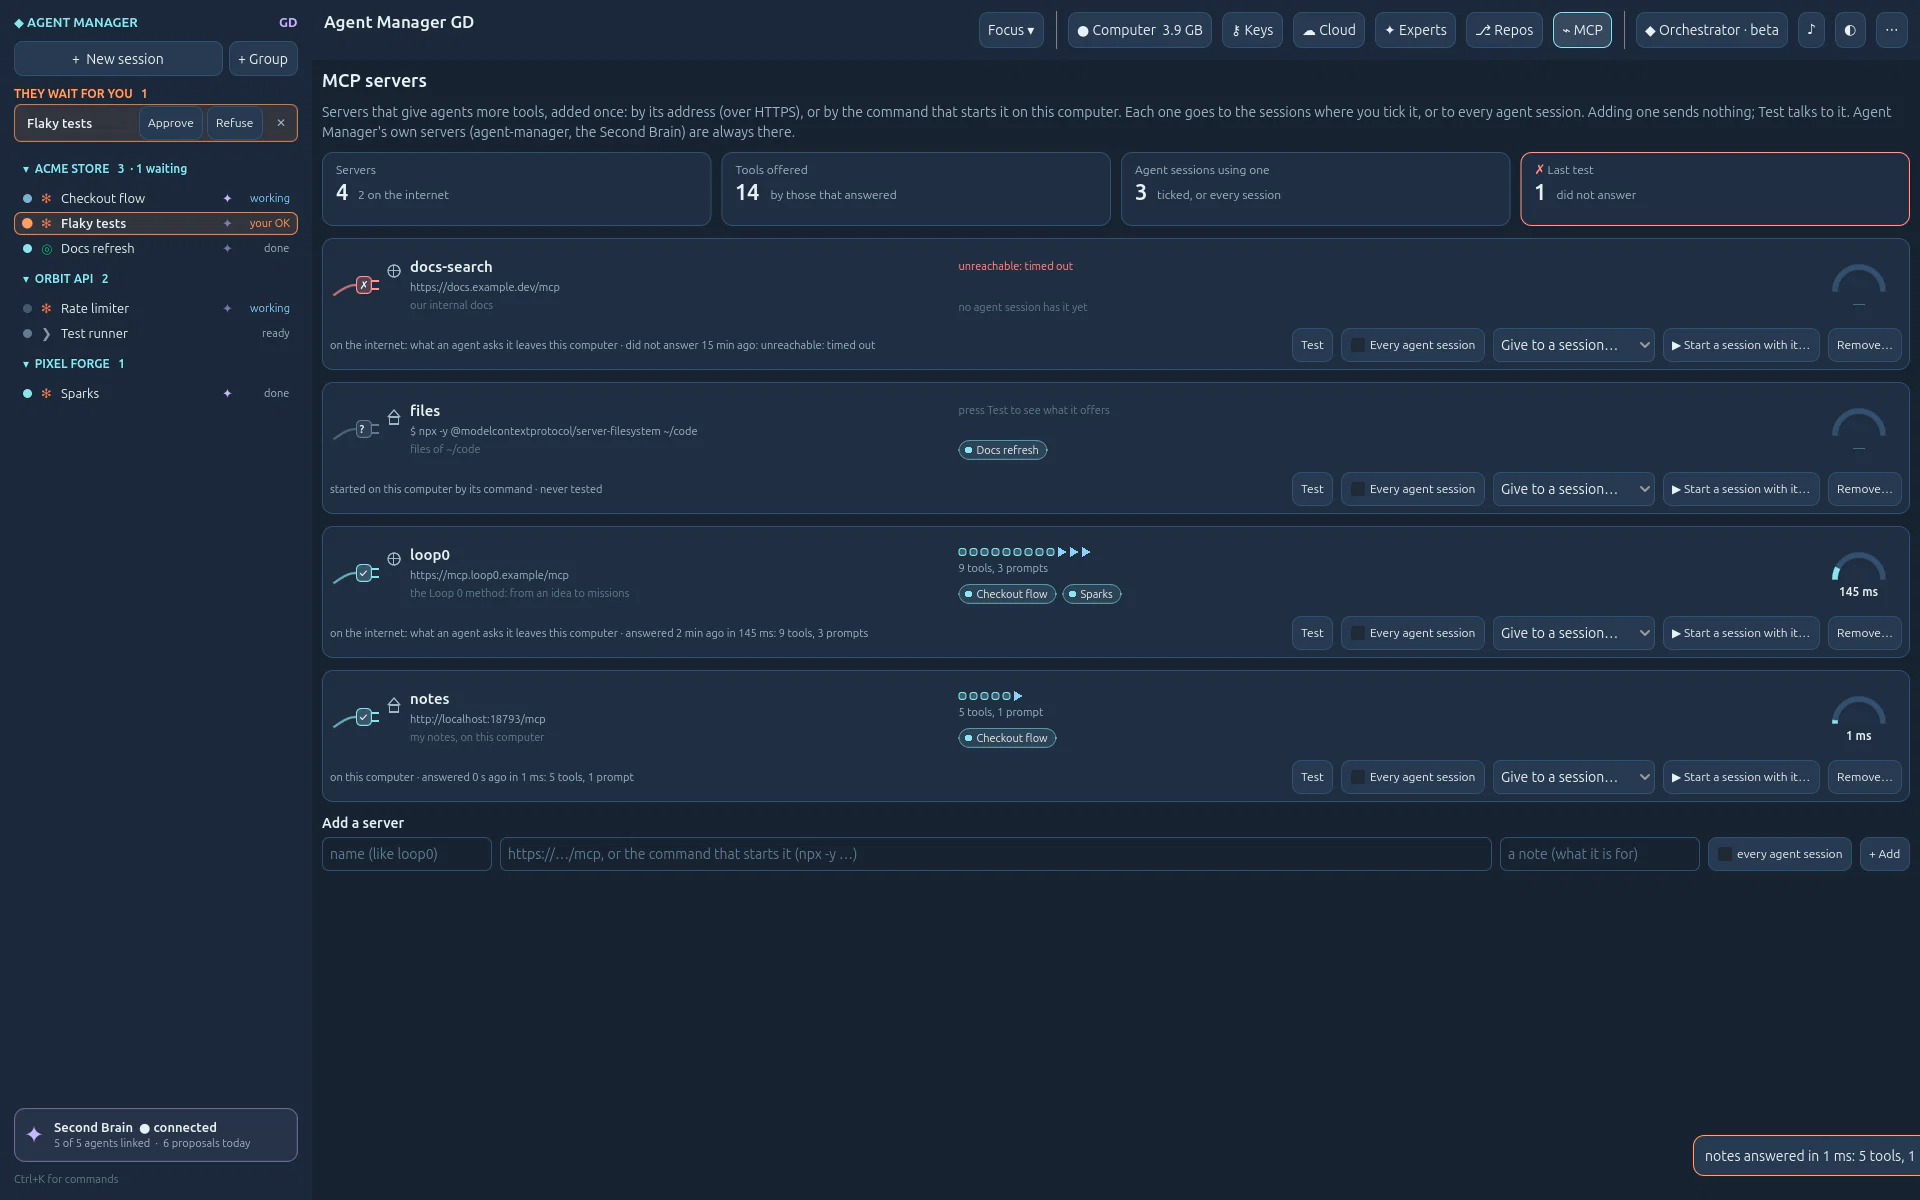 ◆ AGENT MANAGER GD
+ New session
+ Group
THEY WAIT FOR YOU 1
Flaky tests Approve Refuse ×
▾ ACME STORE 3 · 1 waiting
Checkout flow ✦ working
Flaky tests ✦ your OK
Docs refresh ✦ done
▾ ORBIT API 2
Rate limiter ✦ working
Test runner ready
▾ PIXEL FORGE 1
Sparks ✦ done
Second Brain ● connected
5 of 5 agents linked · 6 proposals today
Ctrl+K for commands
Agent Manager GD
Focus ▾ ● Computer 3.9 GB Keys ☁ Cloud ✦ Experts Repos MCP ◆ Orchestrator · beta ♪ ◐ ⋯
MCP servers
Servers that give agents more tools, added once: by its address (over HTTPS), or by the command that starts it on this computer. Each one goes to the sessions where you tick it, or to every agent session. Adding one sends nothing; Test talks to it. Agent
Manager's own servers (agent-manager, the Second Brain) are always there.
Servers
4 2 on the internet
Tools offered
14 by those that answered
Agent sessions using one
3 ticked, or every session
✗ Last test
1 did not answer
docs-search
https://docs.example.dev/mcp
our internal docs
unreachable: timed out
no agent session has it yet
—
on the internet: what an agent asks it leaves this computer · did not answer 15 min ago: unreachable: timed out
Test Every agent session Give to a session… ▶ Start a session with it… Remove…
files
$ npx -y @modelcontextprotocol/server-filesystem ~/code
files of ~/code
press Test to see what it offers
Docs refresh
—
started on this computer by its command · never tested
Test Every agent session Give to a session… ▶ Start a session with it… Remove…
loop0
https://mcp.loop0.example/mcp
the Loop 0 method: from an idea to missions
9 tools, 3 prompts
Checkout flow Sparks
145 ms
on the internet: what an agent asks it leaves this computer · answered 2 min ago in 145 ms: 9 tools, 3 prompts
Test Every agent session Give to a session… ▶ Start a session with it… Remove…
notes
http://localhost:18793/mcp
my notes, on this computer
5 tools, 1 prompt
Checkout flow
1 ms
on this computer · answered 0 s ago in 1 ms: 5 tools, 1 prompt
Test Every agent session Give to a session… ▶ Start a session with it… Remove…
Add a server
name (like loop0) https://…/mcp, or the command that starts it (npx -y …) a note (what it is for) every agent session + Add
notes answered in 1 ms: 5 tools, 1